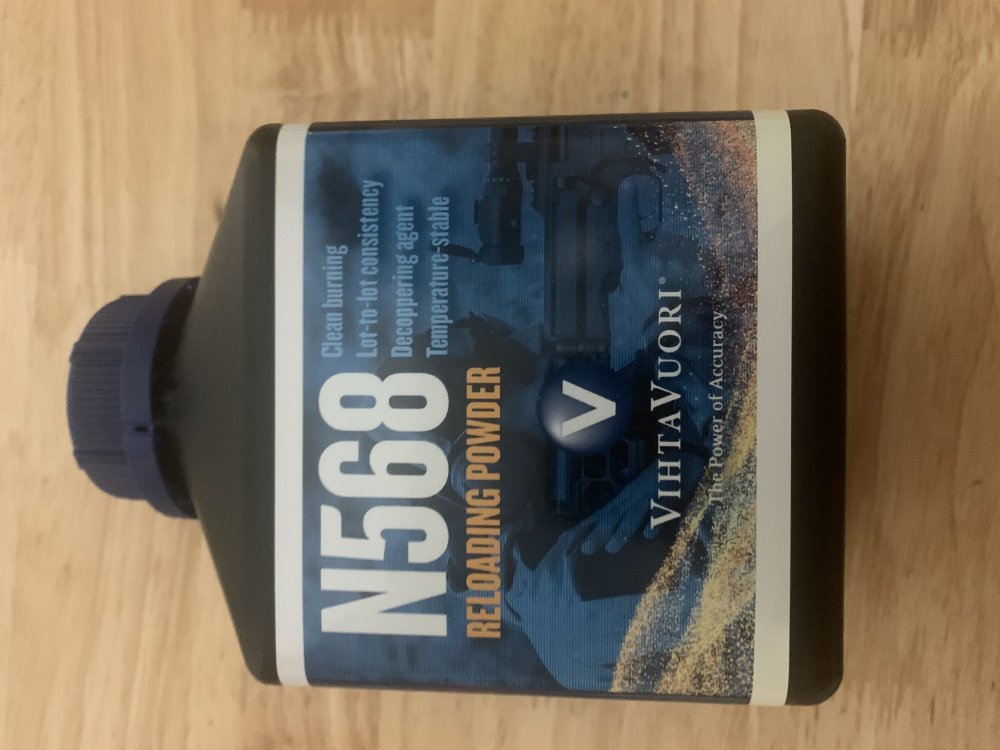 N568
Clean burning
Lot-to-lot consistency
Decoppering agent
Temperature-stable
RELOADING POWDER
V
VIHTAVUORI®
The Power of Accuracy